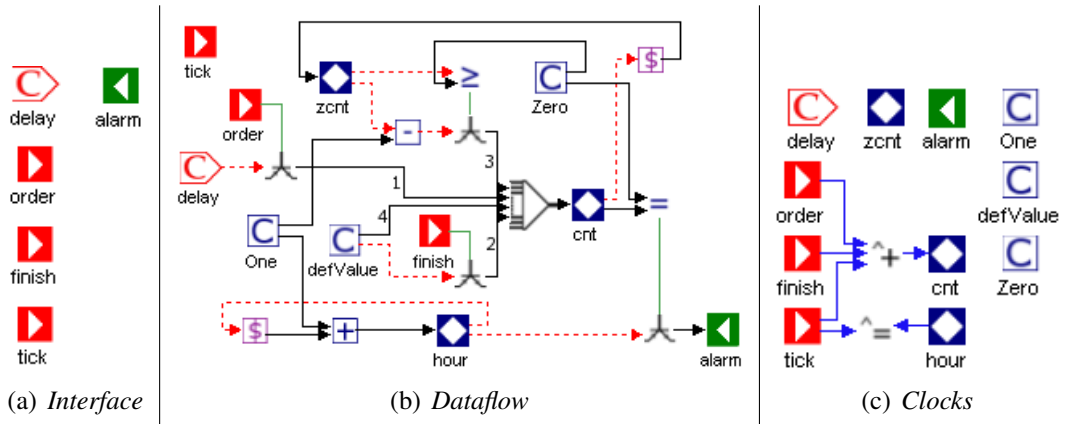 C
delay
alarm
order
finish
tick
(a) Interface
tick
$
≥
C
Zero
zcnt
order
-
3
delay
C
1
4
C
One
C
defValue
finish
2
cnt
=
$
+
hour
alarm
(b) Dataflow
C
C
delay
zcnt
alarm
One
C
order
defValue
^+
C
finish
cnt
Zero
^=
tick
hour
(c) Clocks